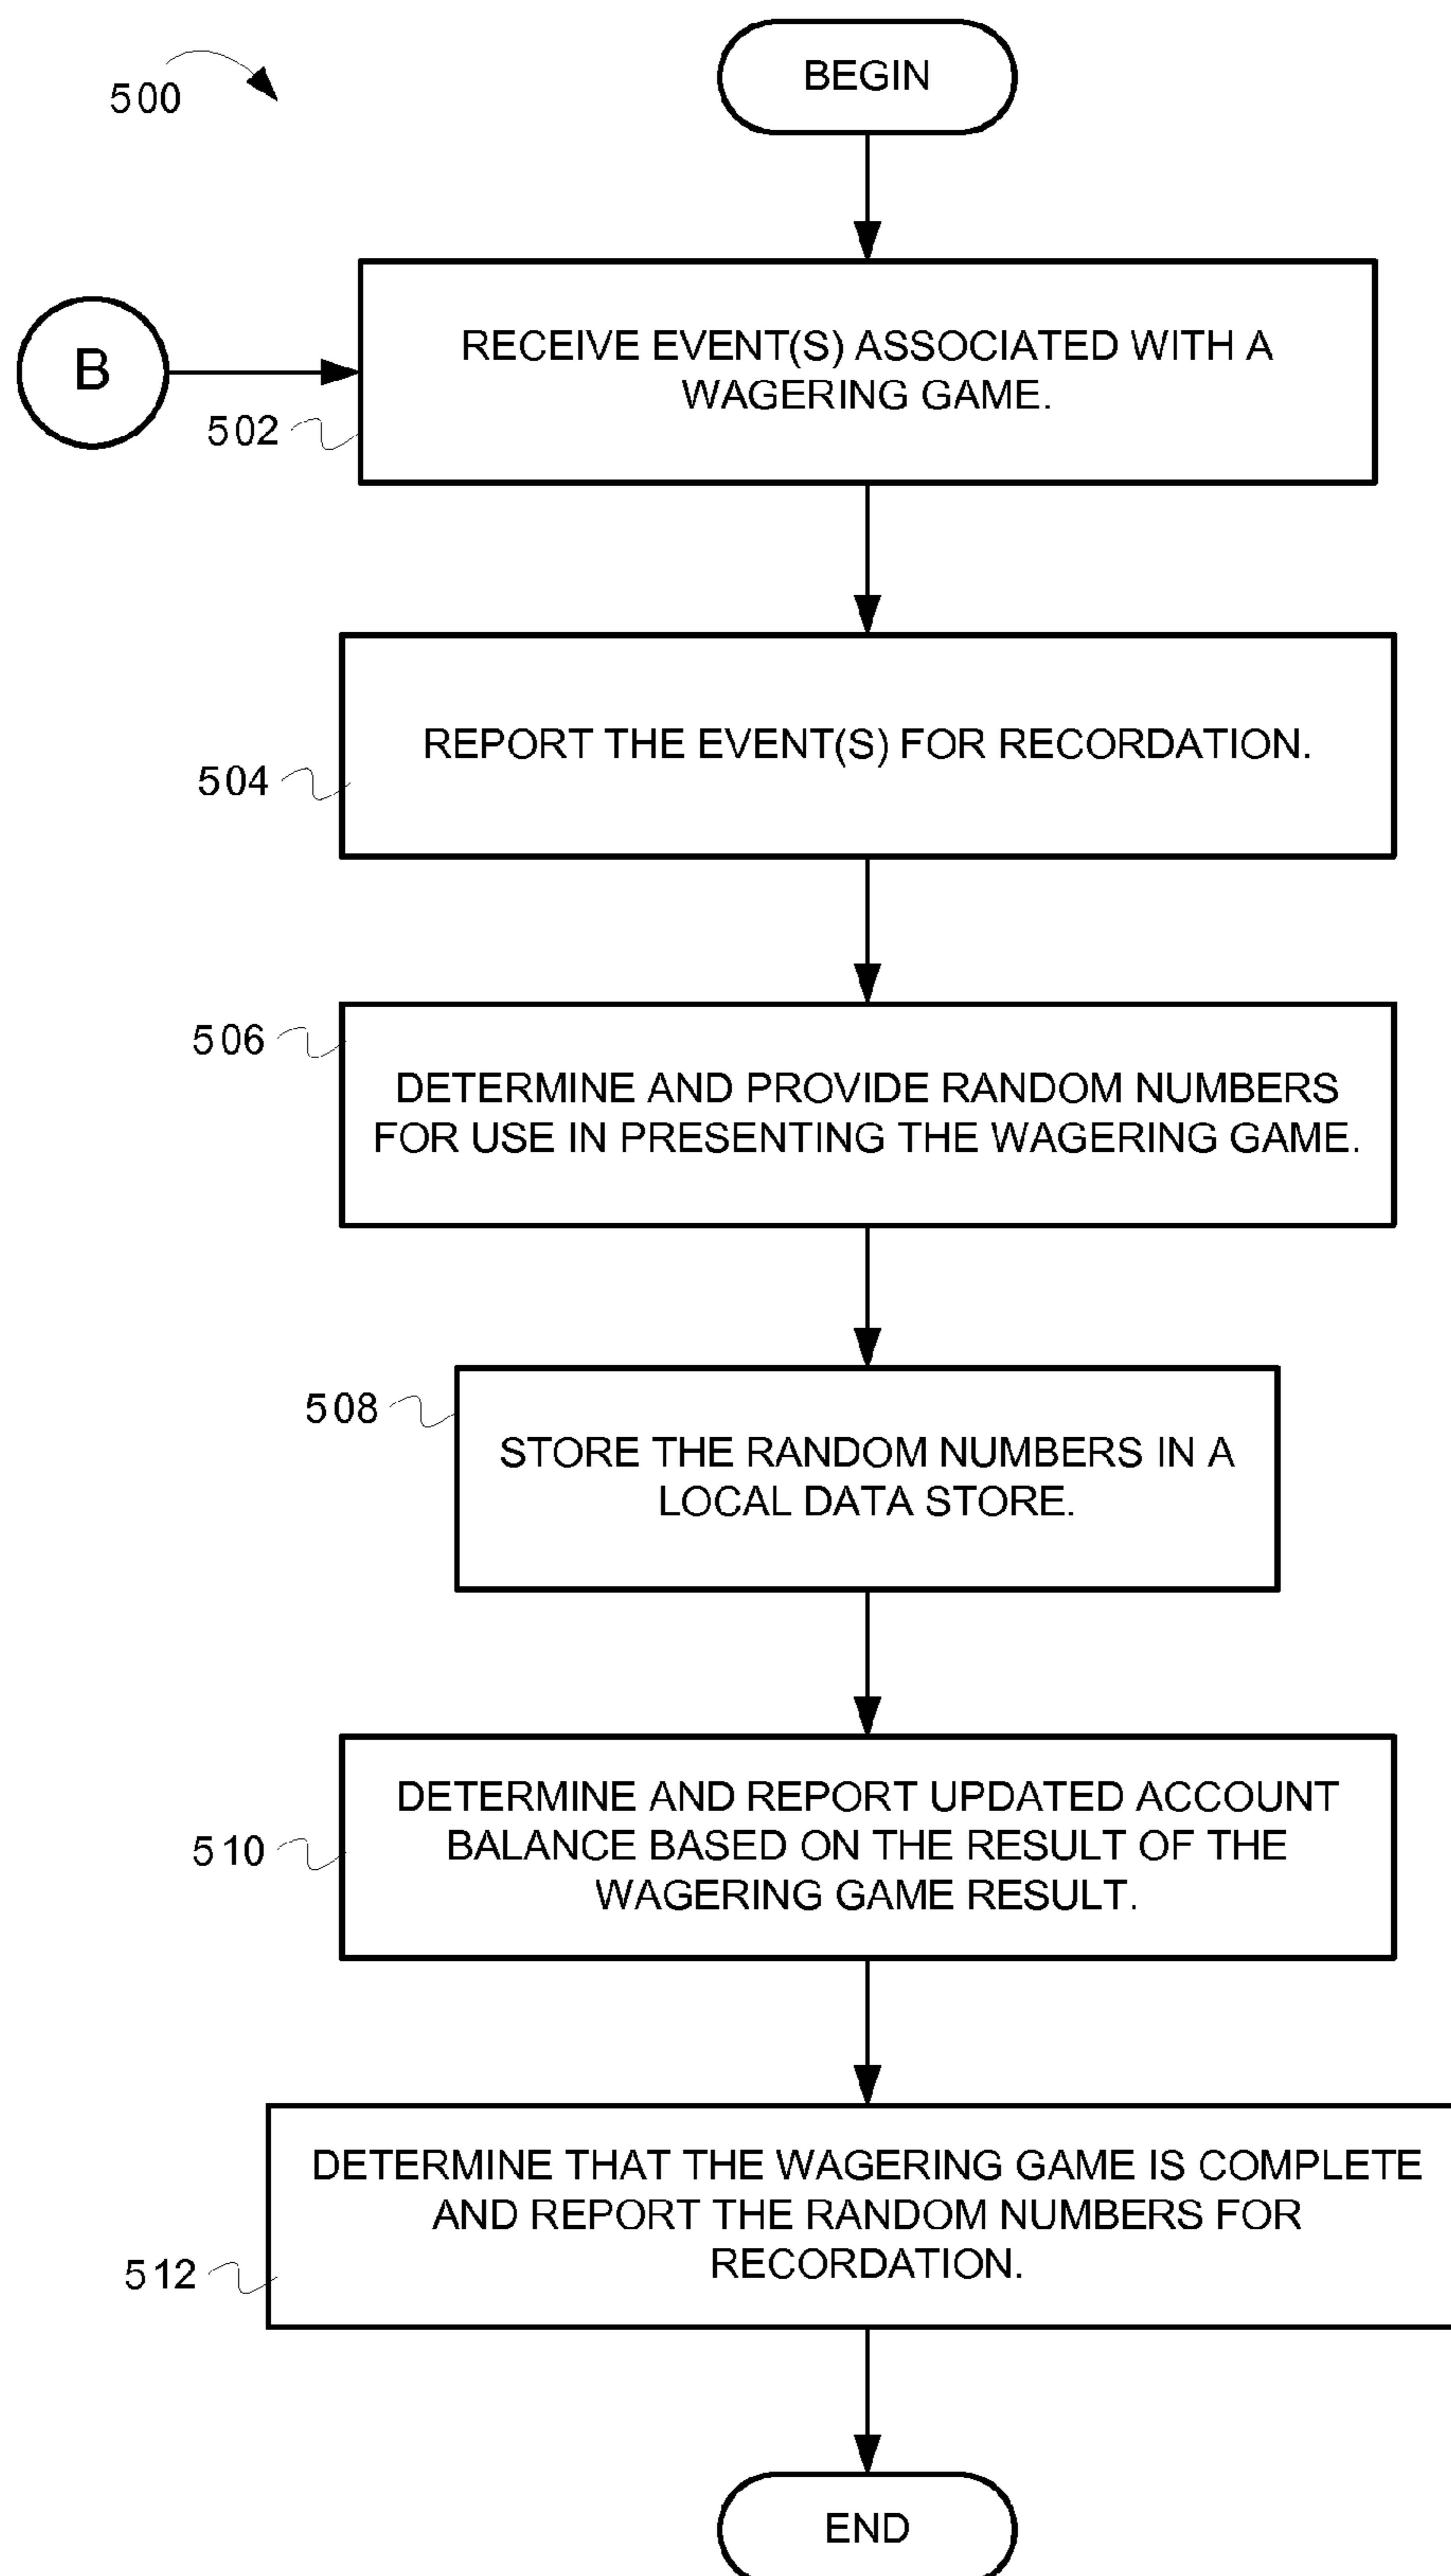 500
BEGIN
B
RECEIVE EVENT(S) ASSOCIATED WITH A
WAGERING GAME.
502
REPORT THE EVENT(S) FOR RECORDATION.
504
506
DETERMINE AND PROVIDE RANDOM NUMBERS
FOR USE IN PRESENTING THE WAGERING GAME.
508
STORE THE RANDOM NUMBERS IN A
LOCAL DATA STORE.
DETERMINE AND REPORT UPDATED ACCOUNT
BALANCE BASED ON THE RESULT OF THE
WAGERING GAME RESULT.
510
DETERMINE THAT THE WAGERING GAME IS COMPLETE
AND REPORT THE RANDOM NUMBERS FOR
RECORDATION.
512
END